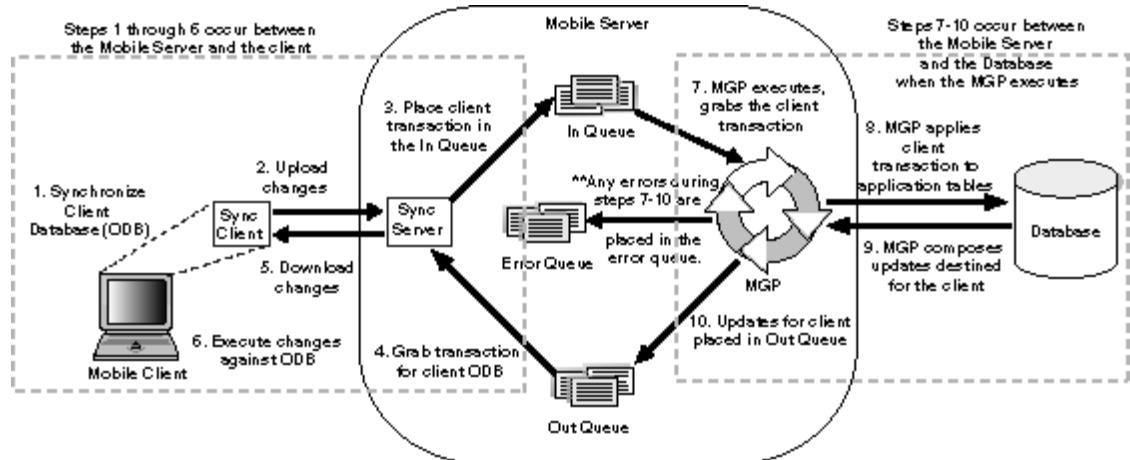 Steps 1 through 6 occur between
the Mobile Server and the client
Mobile Server
Steps 7-10 occur between
the Mobile Server
and the Database
when the MGP executes
1. Synchronize
Client
Database (ODB)
2. Upload
changes
Sync
Client
5. Download
changes
6. Execute changes
against ODB
Mobile Client
Sync
Server
3. Place client
transaction in
the In Queue
In Queue
**Any errors during
steps 7-10 are
placed in the
error queue.
Error Queue
4. Grab transaction
for client ODB
Out Queue
7. MGP executes,
grabs the client
transaction
MGP
8. MGP applies
client
transaction to
application tables
Database
9. MGP composes
updates destined
for the client
10. Updates for client
placed in Out Queue